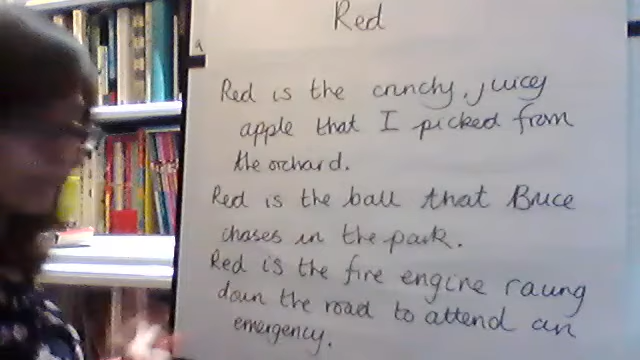 Red
Red is the crunchy, juicy
apple that I picked from
the orchard.
Red is the ball that Bruce
chases in the park.
Red is the fire engine racing
down the road to attend an
emergency.